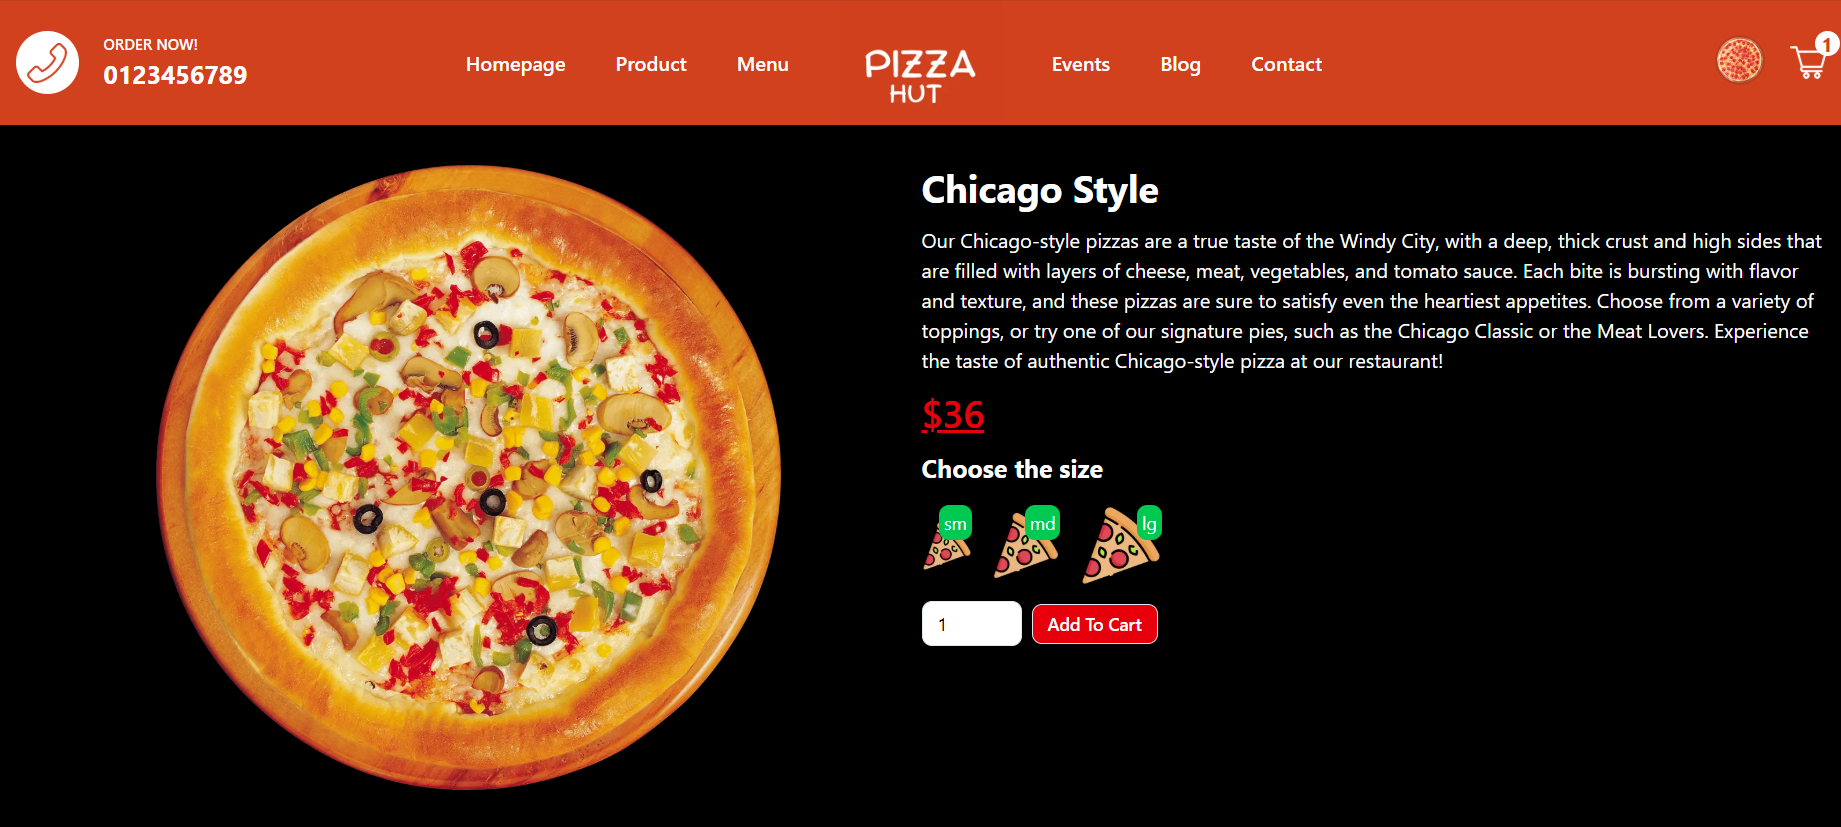 ORDER NOW!
0123456789
Homepage
Product
Menu
PIZZA
HUT
Events
Blog
Contact
1
Chicago Style
Our Chicago-style pizzas are a true taste of the Windy City, with a deep, thick crust and high sides that
are filled with layers of cheese, meat, vegetables, and tomato sauce. Each bite is bursting with flavor
and texture, and these pizzas are sure to satisfy even the heartiest appetites. Choose from a variety of
toppings, or try one of our signature pies, such as the Chicago Classic or the Meat Lovers. Experience
the taste of authentic Chicago-style pizza at our restaurant!
$36
Choose the size
sm
md
lg
1
Add To Cart